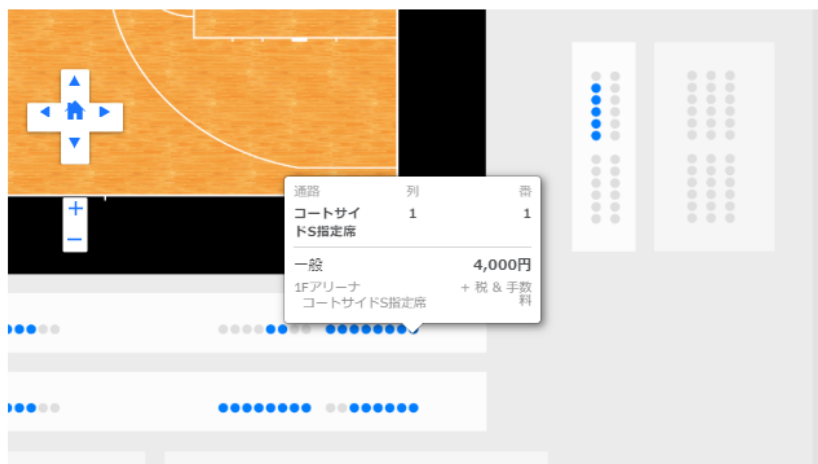 通路 列 番
コートサイ 1 1
ドS指定席
一般 4,000円
1Fアリーナ + 税 & 手数
コートサイドS指定席 料
+
−